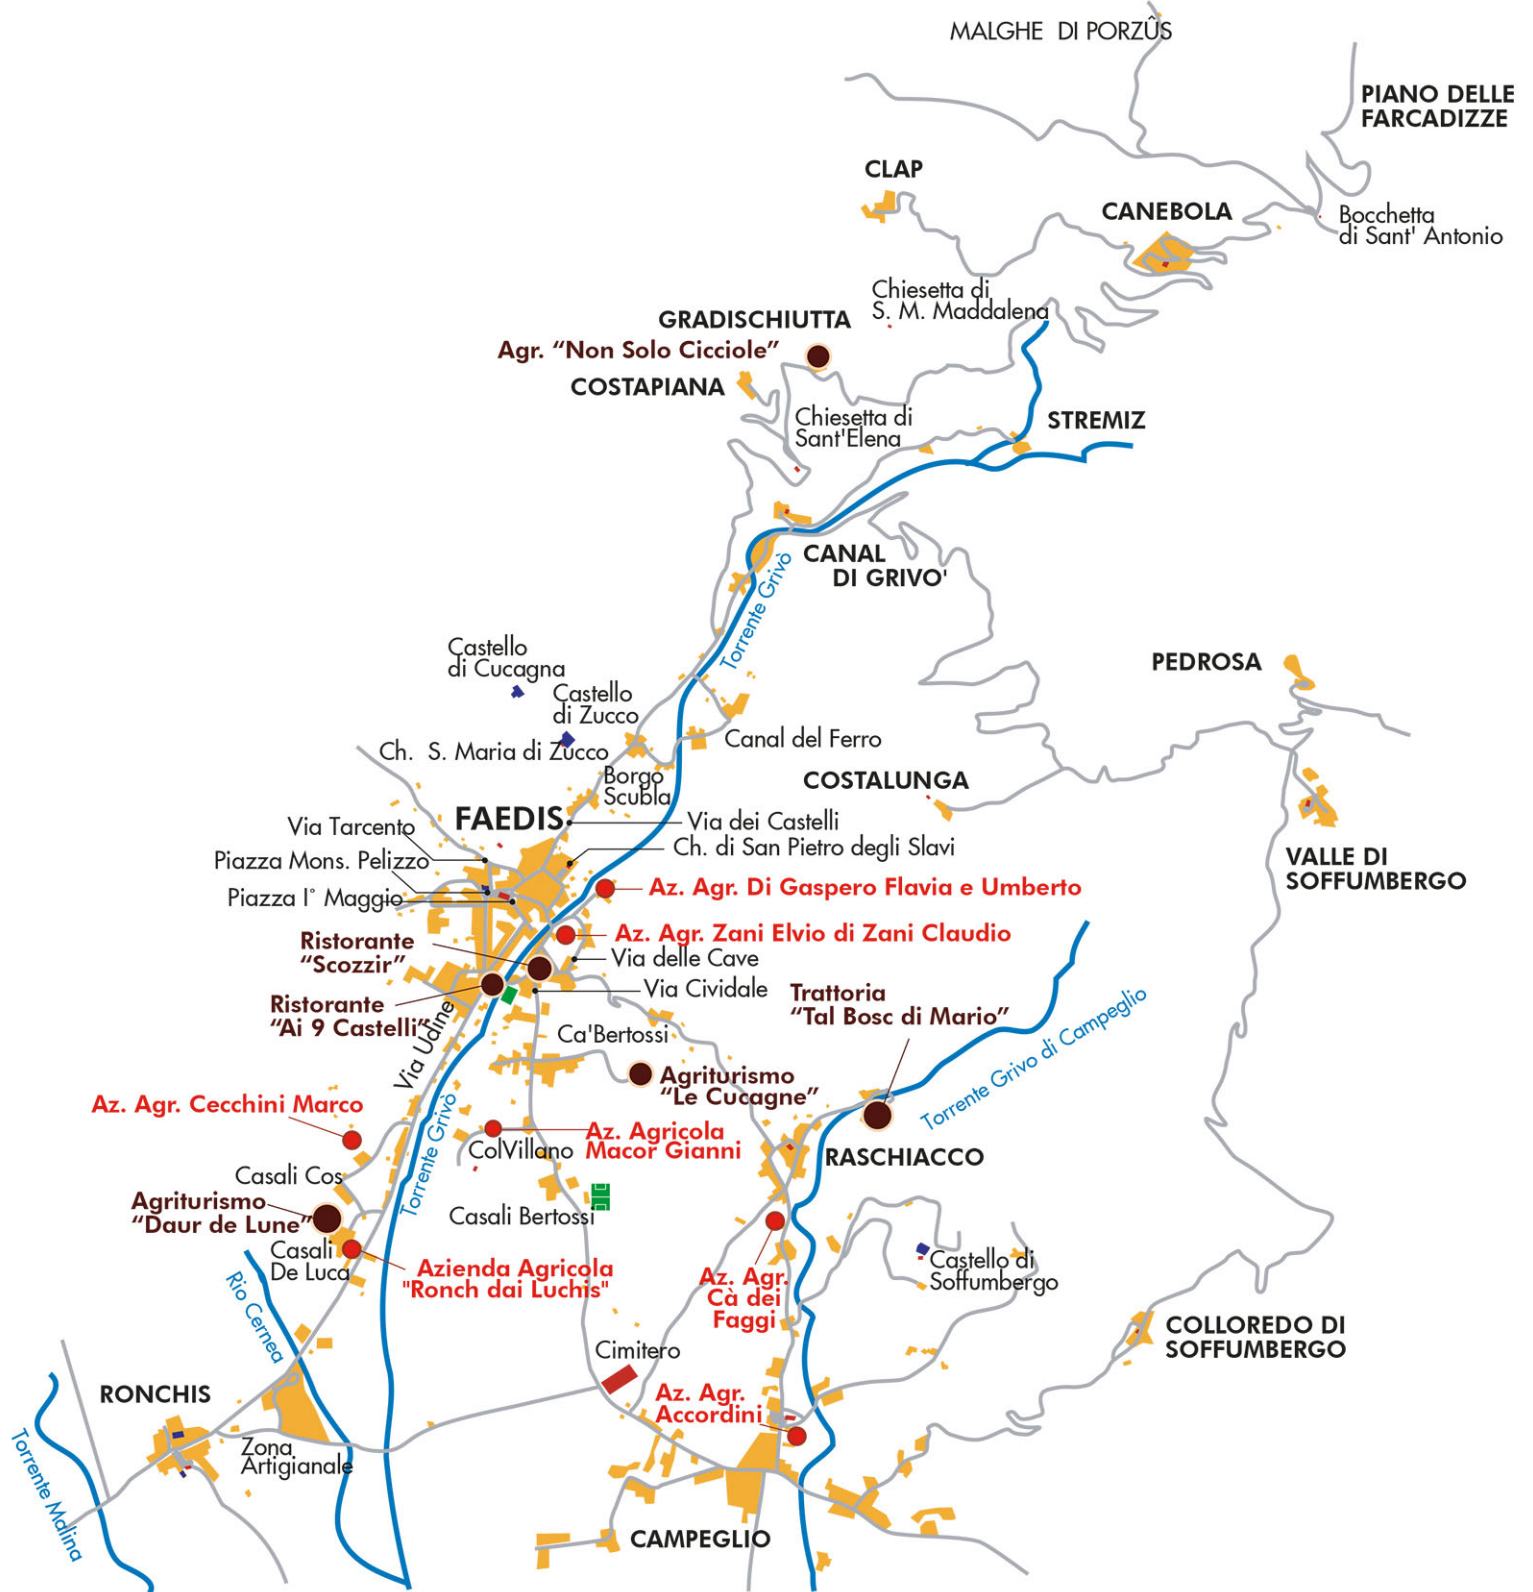 MALGHE  DI PORZÛS
PIANO DELLE
FARCADIZZE
CLAP
CANEBOLA
Bocchetta
di Sant' Antonio
Chiesetta di
S. M. Maddalena
GRADISCHIUTTA
Agr. “Non Solo Cicciole”
COSTAPIANA
Chiesetta di
Sant'Elena
STREMIZ
CANAL
DI GRIVO'
Torrente Grivò
Castello
di Cucagna
Castello
di Zucco
Ch.  S. Maria di Zucco
PEDROSA
Canal del Ferro
Borgo
Scubla
COSTALUNGA
FAEDIS
Via Tarcento
Via dei Castelli
Ch. di San Pietro degli Slavi
Piazza Mons. Pelizzo
Piazza I° Maggio
VALLE DI
SOFFUMBERGO
Az. Agr. Di Gaspero Flavia e Umberto
Az. Agr. Zani Elvio di Zani Claudio
Ristorante
“Scozzir”
Via delle Cave
Via Cividale
Ristorante
“Ai 9 Castelli”
Trattoria
“Tal Bosc di Mario”
Via Udine
Ca'Bertossi
Torrente Grivo di Campeglio
Agriturismo
“Le Cucagne”
Az. Agr. Cecchini Marco
Torrente Grivò
Az. Agricola
Macor Gianni
ColVillano
RASCHIACCO
Casali Cos
Agriturismo
“Daur de Lune”
Casali Bertossi
Casali
De Luca
Azienda Agricola
"Ronch dai Luchis"
Az. Agr.
Cà dei
Faggi
Castello di
Soffumbergo
Rio Cernea
COLLOREDO DI
SOFFUMBERGO
Cimitero
RONCHIS
Az. Agr.
Accordini
Zona
Artigianale
Torrente Malina
CAMPEGLIO